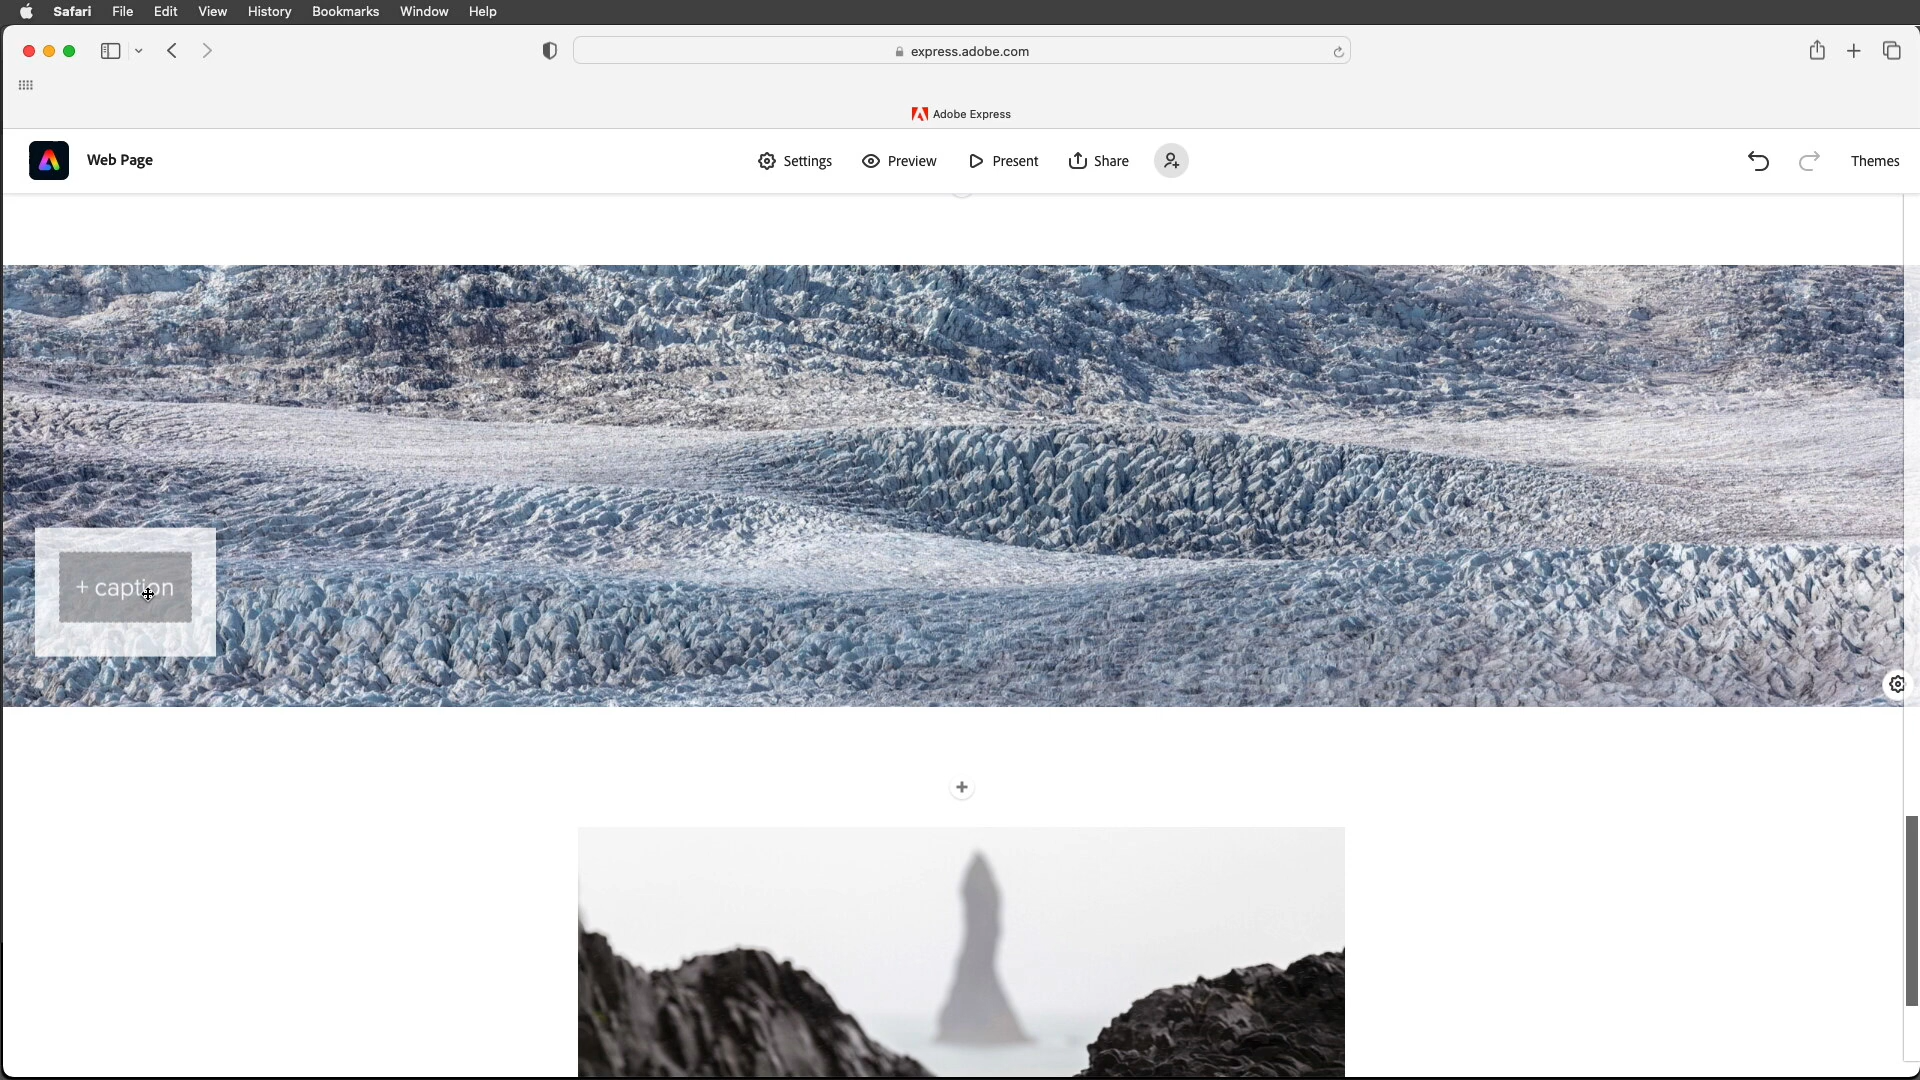 Safari File Edit View History Bookmarks Window Help
express.adobe.com
Adobe Express
Web Page Settings Preview Present Share Themes
+ caption